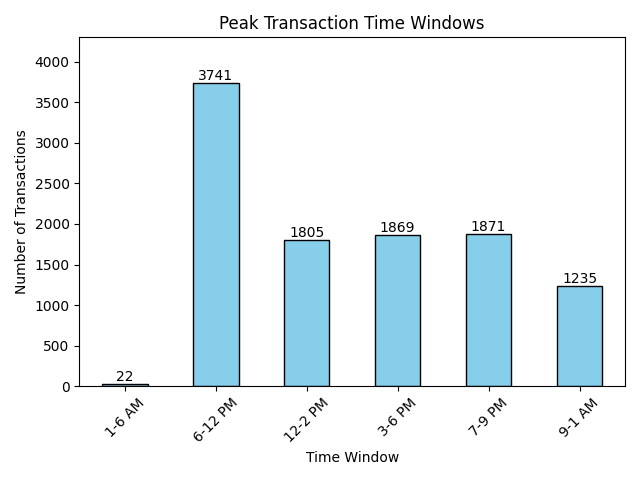 Peak Transaction Time Windows
Number of Transactions
4000
3500
3000
2500
2000
1500
1000
500
0
22
3741
1805
1869
1871
1235
1-6 AM
6-12 PM
12-2 PM
3-6 PM
7-9 PM
9-1 AM
Time Window